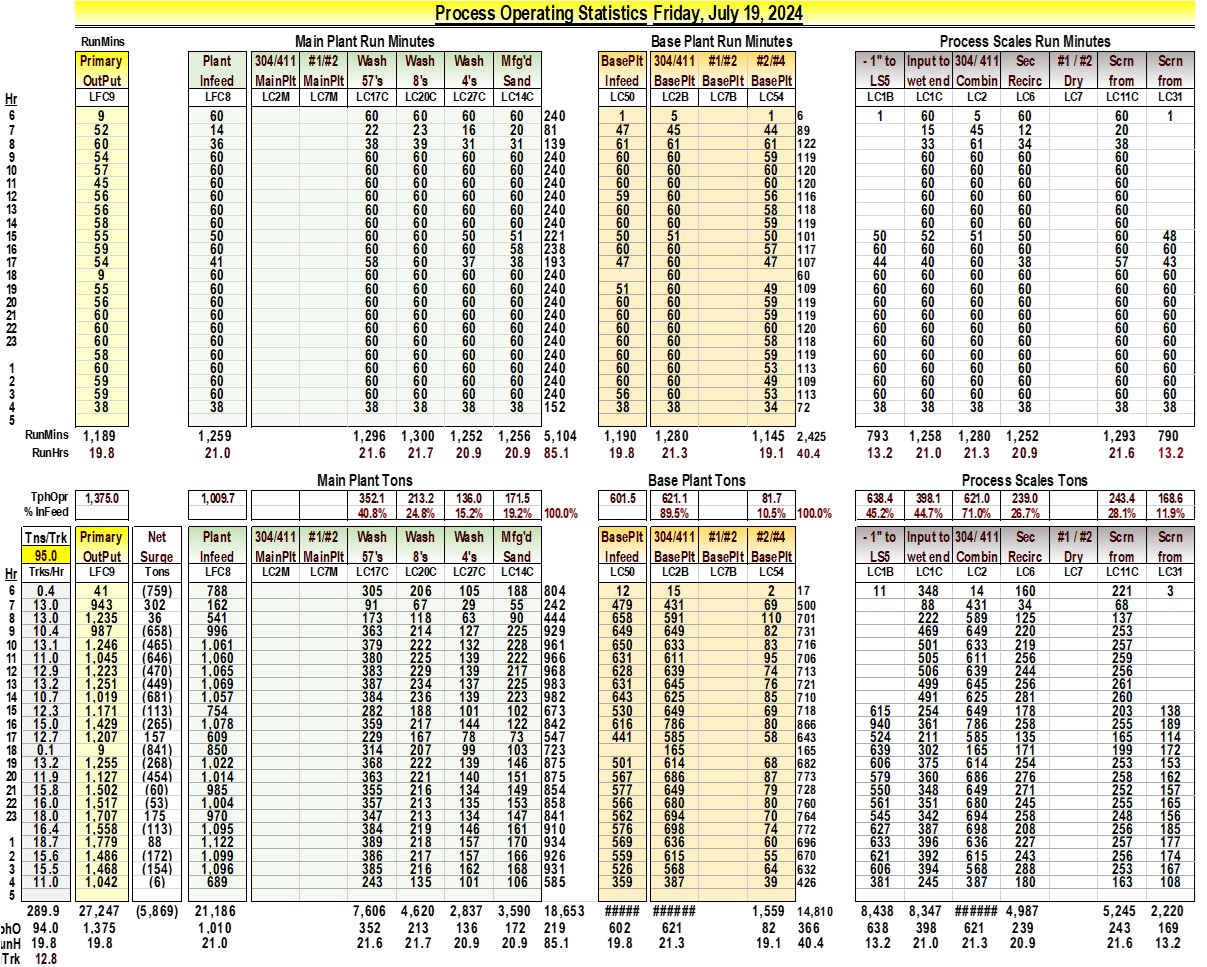 Process Operating Statistics Friday, July 19, 2024
RunMins Main Plant Run Minutes Base Plant Run Minutes Process Scales Run Minutes
Primary Plant 304/411 #1/#2 Wash Wash Wash Mfg'd BasePlt 304/411 #1/#2 #2/#4 - 1" to Input to 304/ 411 Sec #1 / #2 Scrn Scrn
OutPut Infeed MainPlt MainPlt 57's 8's 4's Sand Infeed BasePlt BasePlt BasePlt LS5 wet end Combin Recirc Dry from from
Hr LFC9 LFC8 LC2M LC7M LC17C LC20C LC27C LC14C LC50 LC2B LC7B LC54 LC1B LC1C LC2 LC6 LC7 LC11C LC31
6 9 60 60 60 60 60 240 1 5 1 6 1 60 5 60 60 1
7 52 14 22 23 16 20 81 47 45 44 89 15 45 12 20
8 60 36 38 39 31 31 139 61 61 61 122 33 61 34 38
9 54 60 60 60 60 60 240 60 60 59 119 60 60 60 60
10 57 60 60 60 60 60 240 60 60 60 120 60 60 60 60
11 45 60 60 60 60 60 240 60 60 60 120 60 60 60 60
12 56 60 60 60 60 60 240 59 60 56 116 60 60 60 60
13 56 60 60 60 60 60 240 60 60 58 118 60 60 60 60
14 58 60 60 60 60 60 240 60 60 59 119 60 60 60 60
15 55 50 60 60 50 51 221 50 51 50 101 50 52 51 50 60 48
16 59 60 60 60 60 58 238 60 60 57 117 60 60 60 60 60 60
17 54 41 58 60 37 38 193 47 60 47 107 44 40 60 38 57 43
18 9 60 60 60 60 60 240 60 60 60 60 60 60 60 60
19 55 60 60 60 60 60 240 51 60 49 109 60 60 60 60 60 60
20 56 60 60 60 60 60 240 60 60 59 119 60 60 60 60 60 60
21 60 60 60 60 60 60 240 60 60 59 119 60 60 60 60 60 60
22 60 60 60 60 60 60 240 60 60 60 120 60 60 60 60 60 60
23 60 60 60 60 60 60 240 60 60 58 118 60 60 60 60 60 60
58 60 60 60 60 60 240 60 60 59 119 60 60 60 60 60 60
1 60 60 60 60 60 60 240 60 60 53 113 60 60 60 60 60 60
2 59 60 60 60 60 60 240 60 60 49 109 60 60 60 60 60 60
3 59 60 60 60 60 60 240 56 60 53 113 60 60 60 60 60 60
4 38 38 38 38 38 38 152 38 38 34 72 38 38 38 38 38 38
5
RunMins 1,189 1,259 1,296 1,300 1,252 1,256 5,104 1,190 1,280 1,145 2,425 793 1,258 1,280 1,252 1,293 790
RunHrs 19.8 21.0 21.6 21.7 20.9 20.9 85.1 19.8 21.3 19.1 40.4 13.2 21.0 21.3 20.9 21.6 13.2
Main Plant Tons Base Plant Tons Process Scales Tons
TphOpr 1,375.0 1,009.7 352.1 213.2 136.0 171.5 601.5 621.1 81.7 638.4 398.1 621.0 239.0 243.4 168.6
% InFeed 40.8% 24.8% 15.2% 19.2% 100.0% 89.5% 10.5% 100.0% 45.2% 44.7% 71.0% 26.7% 28.1% 11.9%
Tns/Trk Primary Net Plant 304/411 #1/#2 Wash Wash Wash Mfg'd BasePlt 304/411 #1/#2 #2/#4 - 1" to Input to 304/ 411 Sec #1 / #2 Scrn Scrn
95.0 OutPut Surge Infeed MainPlt MainPlt 57's 8's 4's Sand Infeed BasePlt BasePlt BasePlt LS5 wet end Combin Recirc Dry from from
Hr Trks/Hr LFC9 Tons LFC8 LC2M LC7M LC17C LC20C LC27C LC14C LC50 LC2B LC7B LC54 LC1B LC1C LC2 LC6 LC7 LC11C LC31
6 0.4 41 (759) 788 305 206 105 188 804 12 15 2 17 11 348 14 160 221 3
7 13.0 943 302 162 91 67 29 55 242 479 431 69 500 88 431 34 68
8 13.0 1,235 36 541 173 118 63 90 444 658 591 110 701 222 589 125 137
9 10.4 987 (658) 996 363 214 127 225 929 649 649 82 731 469 649 220 253
10 13.1 1,246 (465) 1,061 379 222 132 228 961 650 633 83 716 501 633 219 257
11 11.0 1,045 (646) 1,060 380 225 139 222 966 631 611 95 706 505 611 256 259
12 12.9 1,223 (470) 1,065 383 229 139 217 968 628 639 74 713 506 639 244 256
13 13.2 1,251 (449) 1,069 387 234 137 225 983 631 645 76 721 499 645 256 261
14 10.7 1,019 (681) 1,057 384 236 139 223 982 643 625 85 710 491 625 281 260
15 12.3 1,171 (113) 754 282 188 101 102 673 530 649 69 718 615 254 649 178 203 138
16 15.0 1,429 (265) 1,078 359 217 144 122 842 616 786 80 866 940 361 786 258 255 189
17 12.7 1,207 157 609 229 167 78 73 547 441 585 58 643 524 211 585 135 165 114
18 0.1 9 (841) 850 314 207 99 103 723 165 165 639 302 165 171 199 172
19 13.2 1,255 (268) 1,022 368 222 139 146 875 501 614 68 682 606 375 614 254 253 153
20 11.9 1,127 (454) 1,014 363 221 140 151 875 567 686 87 773 579 360 686 276 258 162
21 15.8 1,502 (60) 985 355 216 134 149 854 577 649 79 728 550 348 649 271 252 157
22 16.0 1,517 (53) 1,004 357 213 135 153 858 566 680 80 760 561 351 680 245 255 165
23 18.0 1,707 175 970 347 213 134 147 841 562 694 70 764 545 342 694 258 248 156
16.4 1,558 (113) 1,095 384 219 146 161 910 576 698 74 772 627 387 698 208 256 185
1 18.7 1,779 88 1,122 389 218 157 170 934 569 636 60 696 633 396 636 227 257 177
2 15.6 1,486 (172) 1,099 386 217 157 166 926 559 615 55 670 621 392 615 243 256 174
3 15.5 1,468 (154) 1,096 385 216 162 168 931 526 568 64 632 606 394 568 288 253 167
4 11.0 1,042 (6) 689 243 135 101 106 585 359 387 39 426 381 245 387 180 163 108
5
289.9 27,247 (5,869) 21,186 7,606 4,620 2,837 3,590 18,653 ##### ###### 1,559 14,810 8,438 8,347 ###### 4,987 5,245 2,220
phO 94.0 1,375 1,010 352 213 136 172 219 602 621 82 366 638 398 621 239 243 169
unH 19.8 19.8 21.0 21.6 21.7 20.9 20.9 85.1 19.8 21.3 19.1 40.4 13.2 21.0 21.3 20.9 21.6 13.2
Trk 12.8